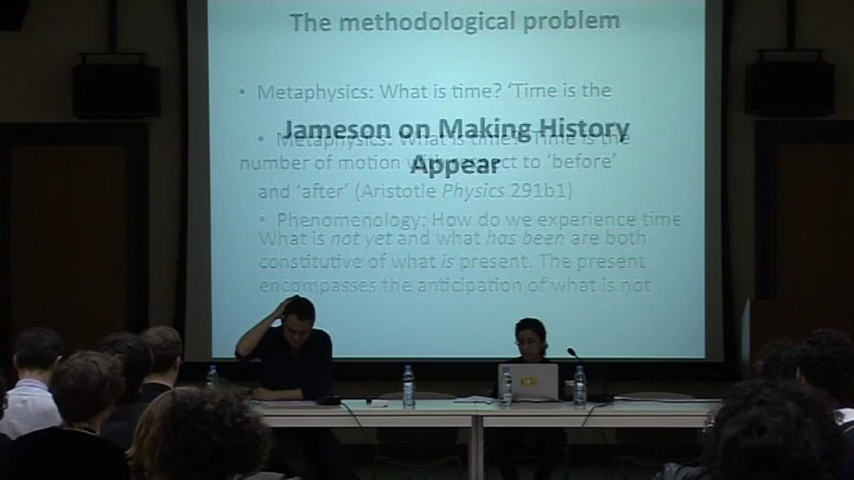 The methodological problem
• Metaphysics: What is time? 'Time is the
Jameson on Making History
• Metaphysics: What is time? 'Time is the
Appear
number of motion with respect to 'before'
and 'after' (Aristotle Physics 291b1)
• Phenomenology: How do we experience time
What is not yet and what has been are both
constitutive of what is present. The present
encompasses the anticipation of what is not